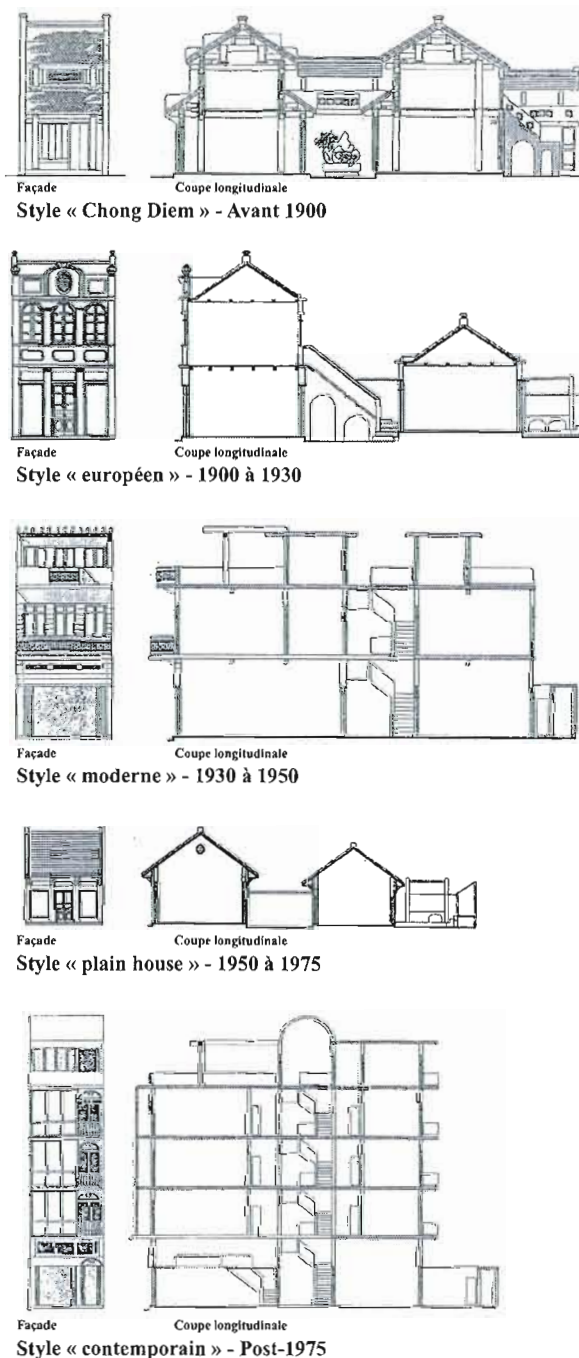 Façade Coupe longitudinale
Style « Chong Diem » - Avant 1900
Façade Coupe longitudinale
Style « européen » - 1900 à 1930
Façade Coupe longitudinale
Style « moderne » - 1930 à 1950
Façade Coupe longitudinale
Style « plain house » - 1950 à 1975
Façade Coupe longitudinale
Style « contemporain » - Post-1975